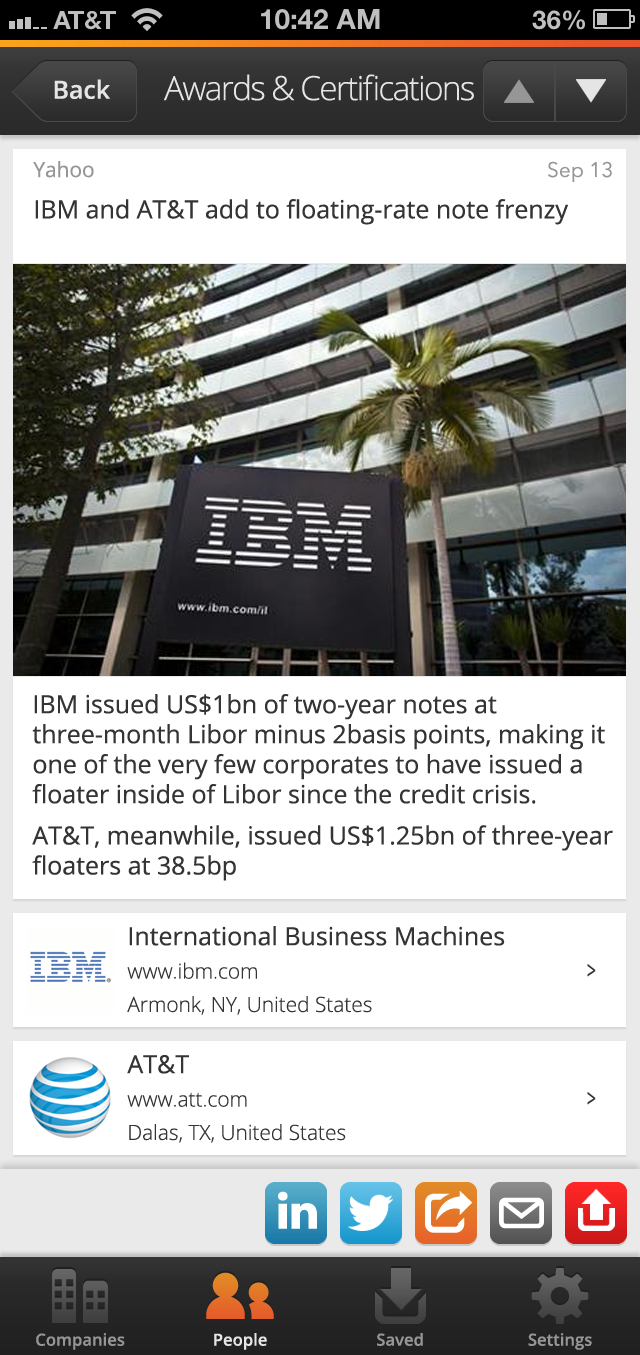 AT&T 10:42 AM 36%
Back Awards & Certifications
Yahoo Sep 13
IBM and AT&T add to floating-rate note frenzy
IBM
www.ibm.com/il
IBM issued US$1bn of two-year notes at
three-month Libor minus 2basis points, making it
one of the very few corporates to have issued a
floater inside of Libor since the credit crisis.
AT&T, meanwhile, issued US$1.25bn of three-year
floaters at 38.5bp
International Business Machines
IBM.
www.ibm.com
Armonk, NY, United States
AT&T
www.att.com
Dalas, TX, United States
in
Companies People Saved Settings